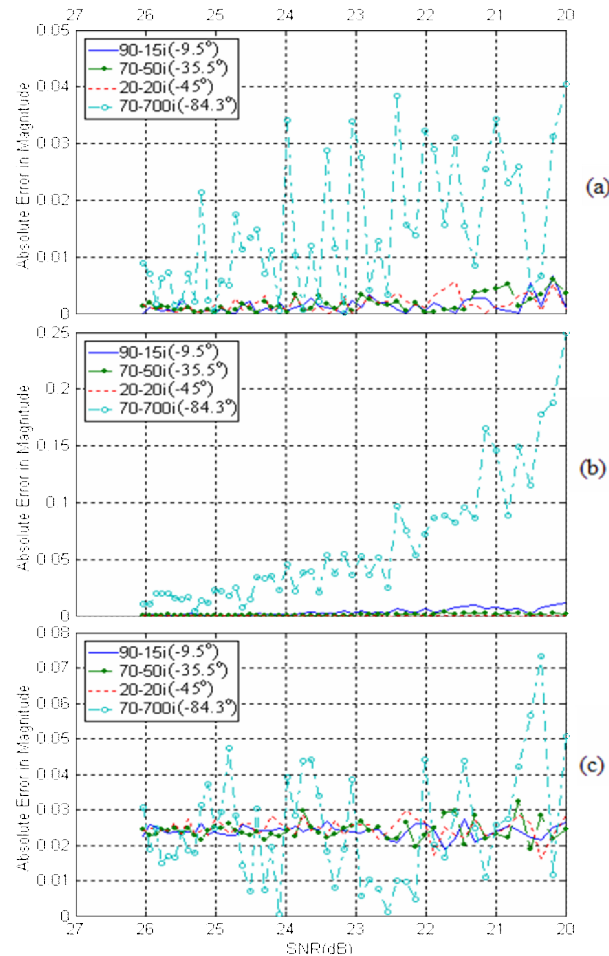 27 26 25 24 23 22 21 20
0.05
0.04
0.03
0.02
0.01
0
Absolute Error in Magnitude
90-15i(-9.5°)
70-50i(-35.5°)
20-20i(-45°)
70-700i(-84.3°)
(a)
0.25
0.2
0.15
0.1
0.05
0
Absolute Error in Magnitude
90-15i(-9.5°)
70-50i(-35.5°)
20-20i(-45°)
70-700i(-84.3°)
(b)
0.08
0.07
0.06
0.05
0.04
0.03
0.02
0.01
0
Absolute Error in Magnitude
90-15i(-9.5°)
70-50i(-35.5°)
20-20i(-45°)
70-700i(-84.3°)
(c)
27 26 25 24 23 22 21 20
SNR(dB)